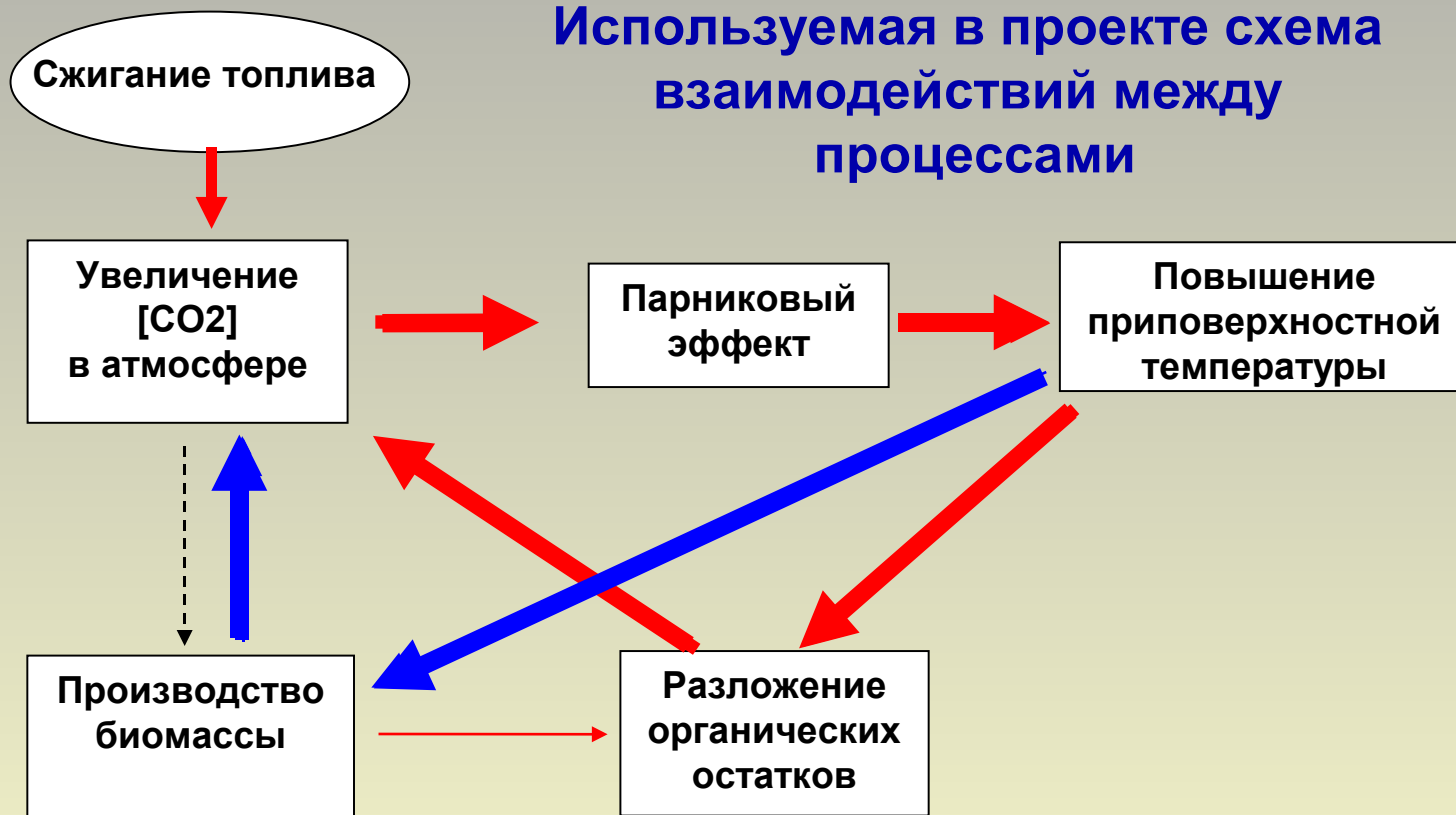 Используемая в проекте схема
взаимодействий между
процессами
Сжигание топлива
Увеличение
[CO2]
в атмосфере
Парниковый
эффект
Повышение
приповерхностной
температуры
Производство
биомассы
Разложение
органических
остатков